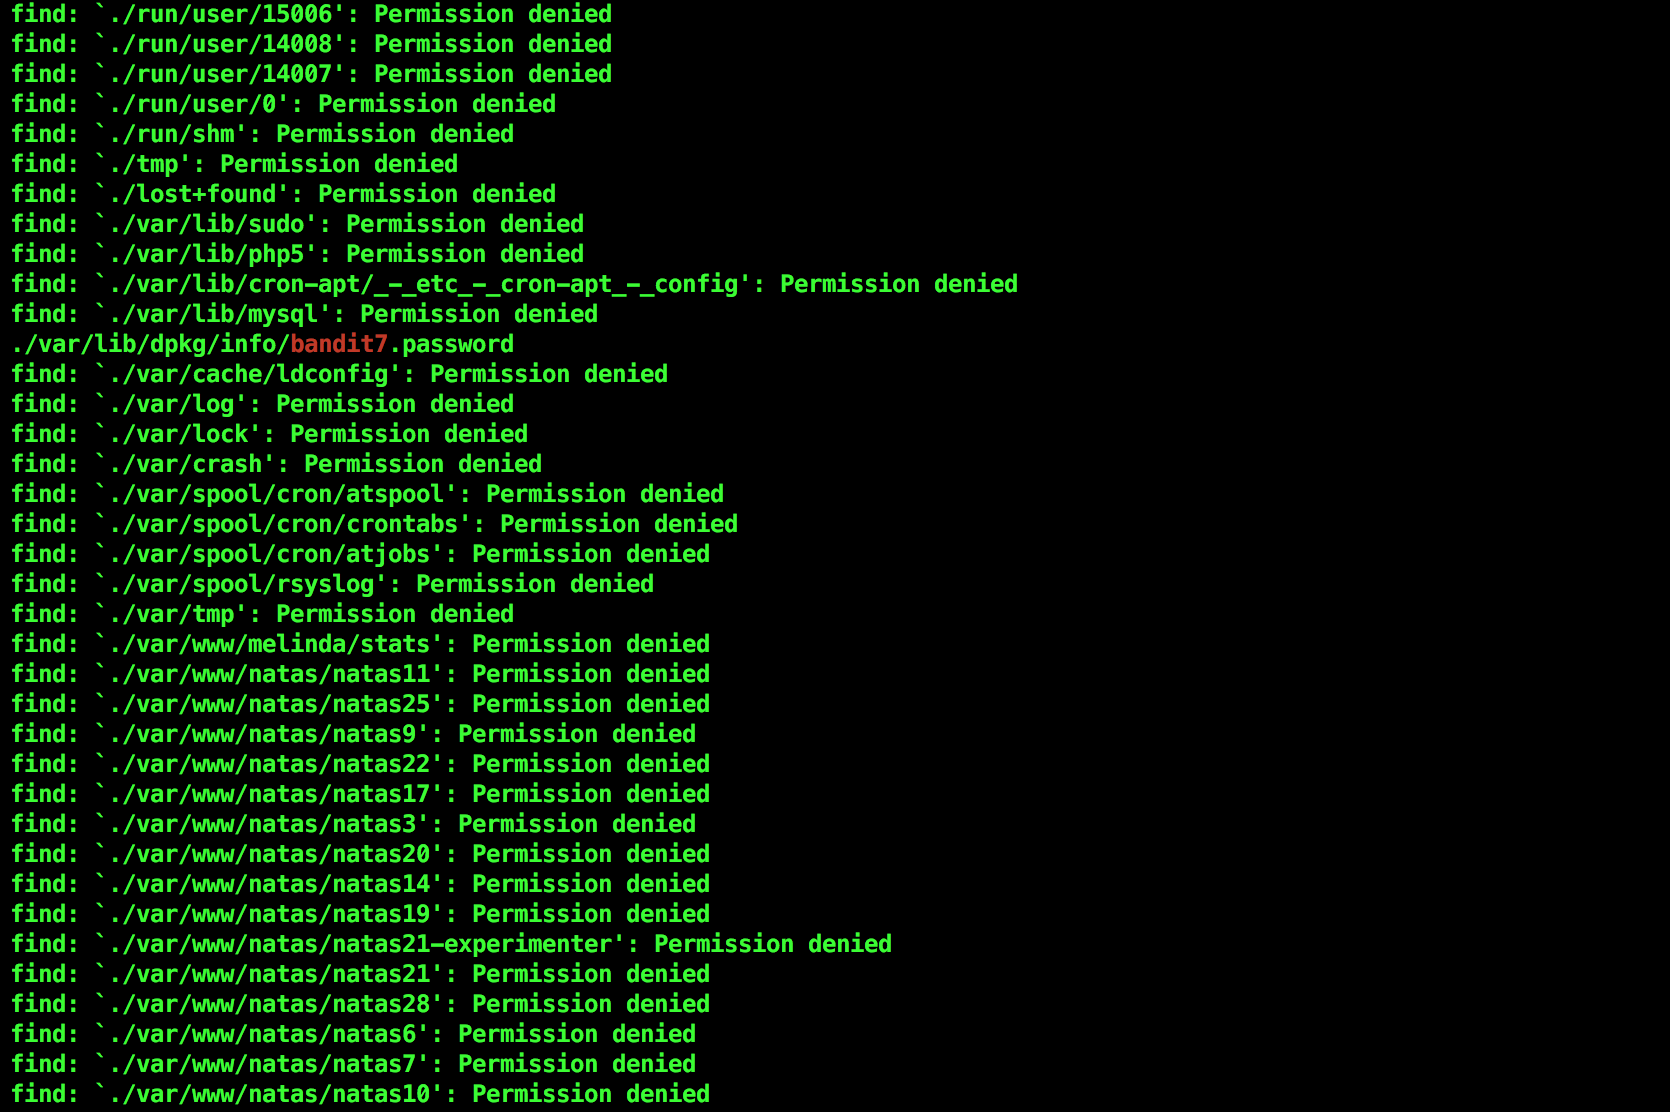 find: `./run/user/15006': Permission denied
find: `./run/user/14008': Permission denied
find: `./run/user/14007': Permission denied
find: `./run/user/0': Permission denied
find: `./run/shm': Permission denied
find: `./tmp': Permission denied
find: `./lost+found': Permission denied
find: `./var/lib/sudo': Permission denied
find: `./var/lib/php5': Permission denied
find: `./var/lib/cron-apt/_-_etc_-_cron-apt_-_config': Permission denied
find: `./var/lib/mysql': Permission denied
./var/lib/dpkg/info/bandit7.password
find: `./var/cache/ldconfig': Permission denied
find: `./var/log': Permission denied
find: `./var/lock': Permission denied
find: `./var/crash': Permission denied
find: `./var/spool/cron/atspool': Permission denied
find: `./var/spool/cron/crontabs': Permission denied
find: `./var/spool/cron/atjobs': Permission denied
find: `./var/spool/rsyslog': Permission denied
find: `./var/tmp': Permission denied
find: `./var/www/melinda/stats': Permission denied
find: `./var/www/natas/natas11': Permission denied
find: `./var/www/natas/natas25': Permission denied
find: `./var/www/natas/natas9': Permission denied
find: `./var/www/natas/natas22': Permission denied
find: `./var/www/natas/natas17': Permission denied
find: `./var/www/natas/natas3': Permission denied
find: `./var/www/natas/natas20': Permission denied
find: `./var/www/natas/natas14': Permission denied
find: `./var/www/natas/natas19': Permission denied
find: `./var/www/natas/natas21-experimenter': Permission denied
find: `./var/www/natas/natas21': Permission denied
find: `./var/www/natas/natas28': Permission denied
find: `./var/www/natas/natas6': Permission denied
find: `./var/www/natas/natas7': Permission denied
find: `./var/www/natas/natas10': Permission denied